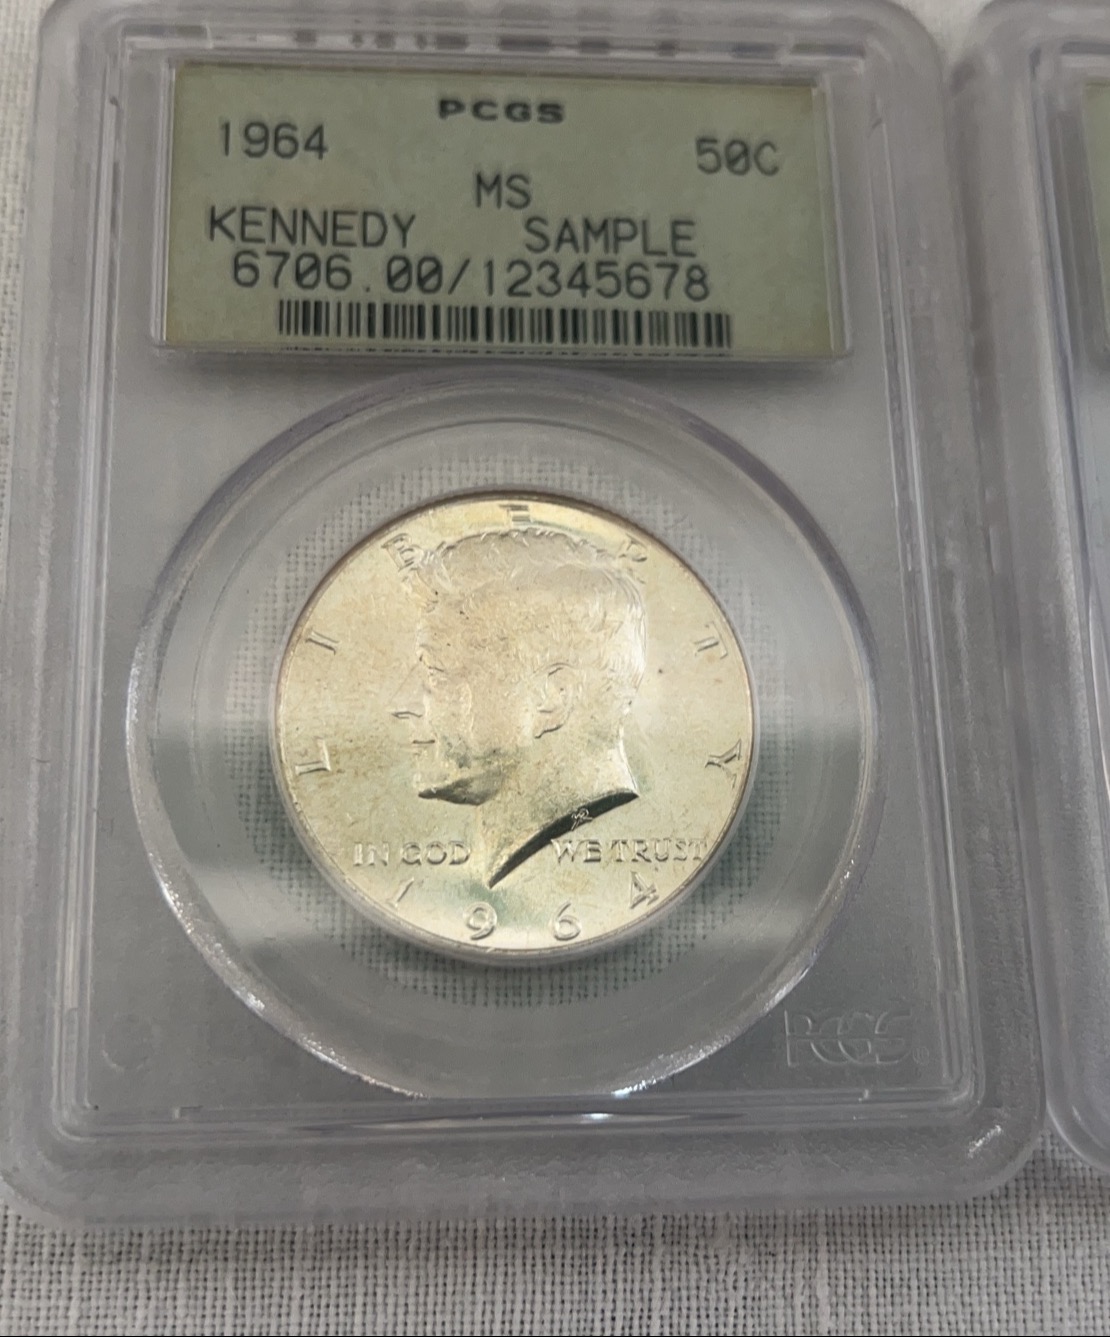 PCGS
1964 50C
MS
KENNEDY SAMPLE
6706.00/12345678
LIBERTY
IN GOD WE TRUST
1964
PCGS®